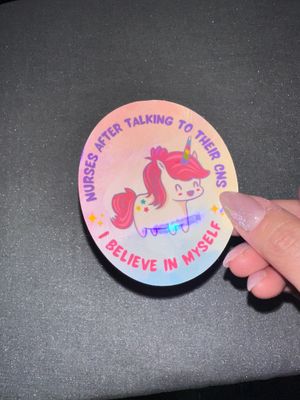 NURSES AFTER TALKING TO THEIR CNS
I BELIEVE IN MYSELF